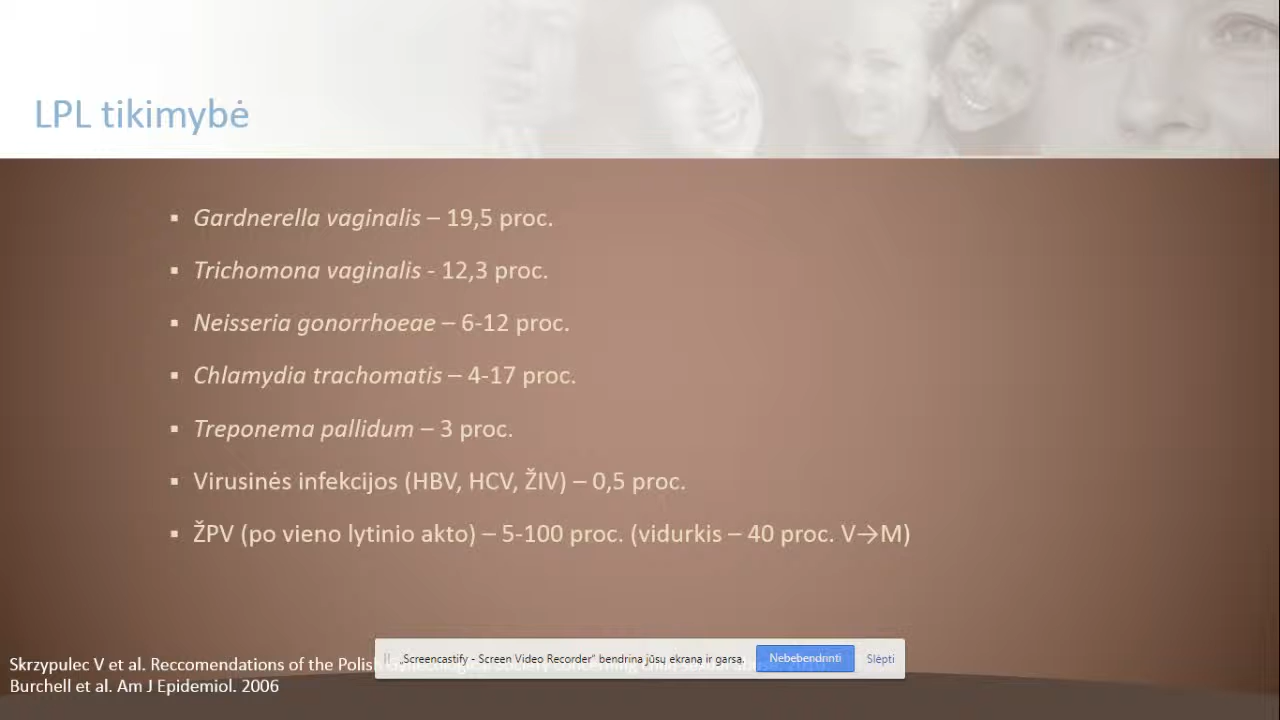 LPL tikimybė
▪ Gardnerella vaginalis – 19,5 proc.
▪ Trichomona vaginalis - 12,3 proc.
▪ Neisseria gonorrhoeae – 6-12 proc.
▪ Chlamydia trachomatis – 4-17 proc.
▪ Treponema pallidum – 3 proc.
▪ Virusinės infekcijos (HBV, HCV, ŽIV) – 0,5 proc.
▪ ŽPV (po vieno lytinio akto) – 5-100 proc. (vidurkis – 40 proc. V→M)
„Screencastify - Screen Video Recorder“ bendrina jūsų ekraną ir garsą. Nebebendrinti Slėpti
Skrzypulec V et al. Reccomendations of the Polish
Burchell et al. Am J Epidemiol. 2006